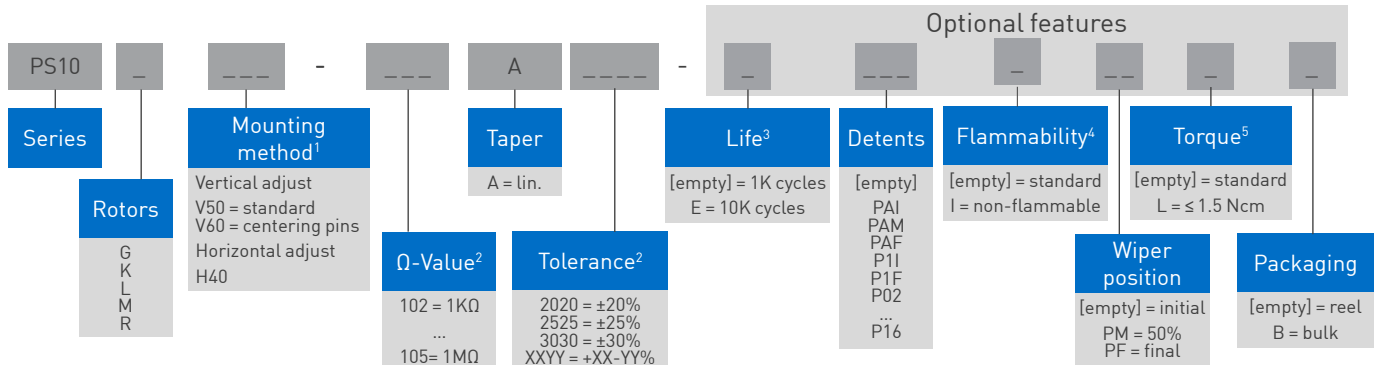 Optional features
PS10 _ _ _ _ - _ _ _ A _ _ _ _ - _ _ _ _ _ _ _ _ _
Series
Rotors
G
K
L
M
R
Mounting
method1
Vertical adjust
V50 = standard
V60 = centering pins
Horizontal adjust
H40
Ω-Value2
102 = 1KΩ
...
105= 1MΩ
Taper
A = lin.
Tolerance2
2020 = ±20%
2525 = ±25%
3030 = ±30%
XXYY = +XX-YY%
Life3
[empty] = 1K cycles
E = 10K cycles
Detents
[empty]
PAI
PAM
PAF
P1I
P1F
P02
...
P16
Flammability4
[empty] = standard
I = non-flammable
Wiper
position
[empty] = initial
PM = 50%
PF = final
Torque5
[empty] = standard
L = ≤ 1.5 Ncm
Packaging
[empty] = reel
B = bulk